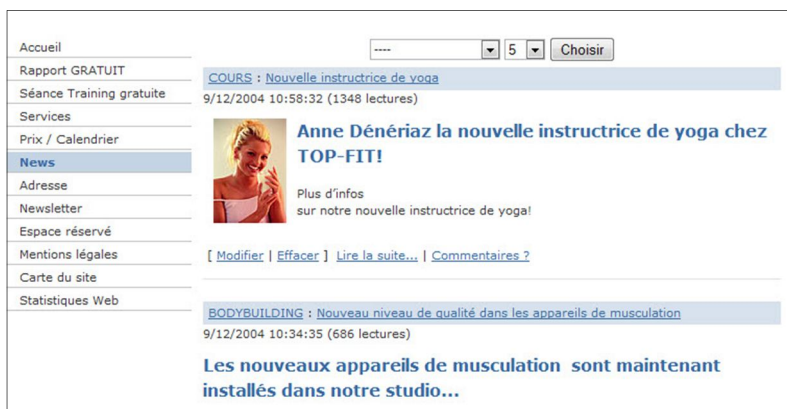 Accueil
Rapport GRATUIT
Séance Training gratuite
Services
Prix / Calendrier
News
Adresse
Newsletter
Espace réservé
Mentions légales
Carte du site
Statistiques Web
---- 5 Choisir
COURS : Nouvelle instructrice de yoga
9/12/2004 10:58:32 (1348 lectures)
Anne Dénériaz la nouvelle instructrice de yoga chez
TOP-FIT!
Plus d'infos
sur notre nouvelle instructrice de yoga!
[ Modifier | Effacer ] Lire la suite... | Commentaires ?
BODYBUILDING : Nouveau niveau de qualité dans les appareils de musculation
9/12/2004 10:34:35 (686 lectures)
Les nouveaux appareils de musculation sont maintenant
installés dans notre studio...